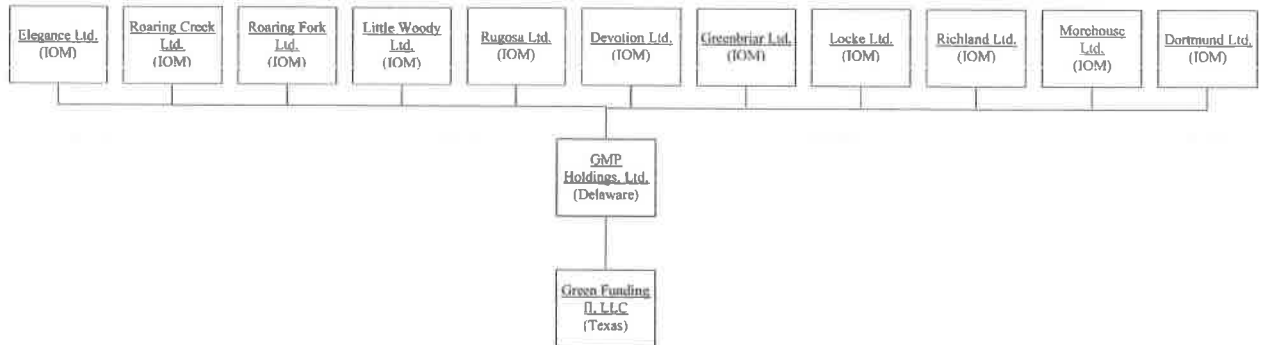 Elegance Ltd.
(IOM)
Roaring Creek
Ltd.
(IOM)
Roaring Fork
Ltd.
(IOM)
Little Woody
Ltd.
(IOM)
Rugosa Ltd.
(IOM)
Devotion Ltd.
(IOM)
Greenbriar Ltd.
(IOM)
Locke Ltd.
(IOM)
Richland Ltd.
(IOM)
Morehouse
Ltd.
(IOM)
Dortmund Ltd.
(IOM)
GMP
Holdings, Ltd.
(Delaware)
Green Funding
II, LLC
(Texas)